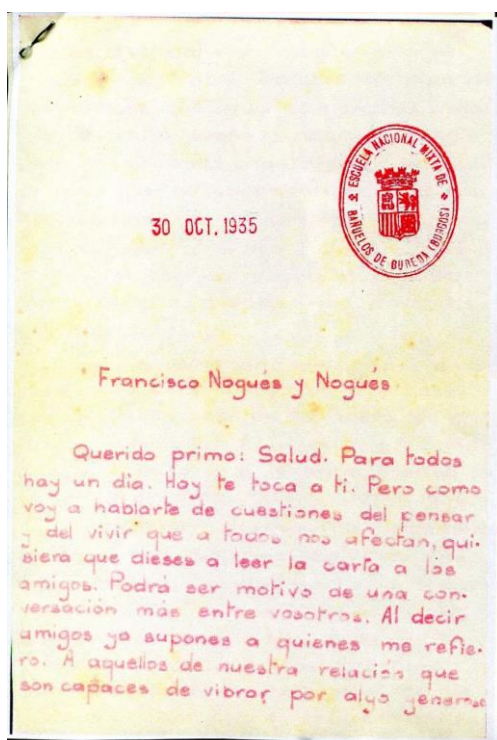 ESCUELA NACIONAL MIXTA DE
BAÑUELOS DE BUREBA (BURGOS)
30 OCT. 1935
Francisco Nogués y Nogués
Querido primo: Salud. Para todos
hay un dia. Hoy te toca a ti. Pero como
voy a hablarte de cuestiones del pensar
y del vivir que a todos nos afectan, qui-
siera que dieses a leer la carta a los
amigos. Podrá ser motivo de una con-
versación más entre vosotros. Al decir
amigos ya supones a quienes me refie-
ro. A aquellos de nuestra relación que
son capaces de vibrar por algo generoso